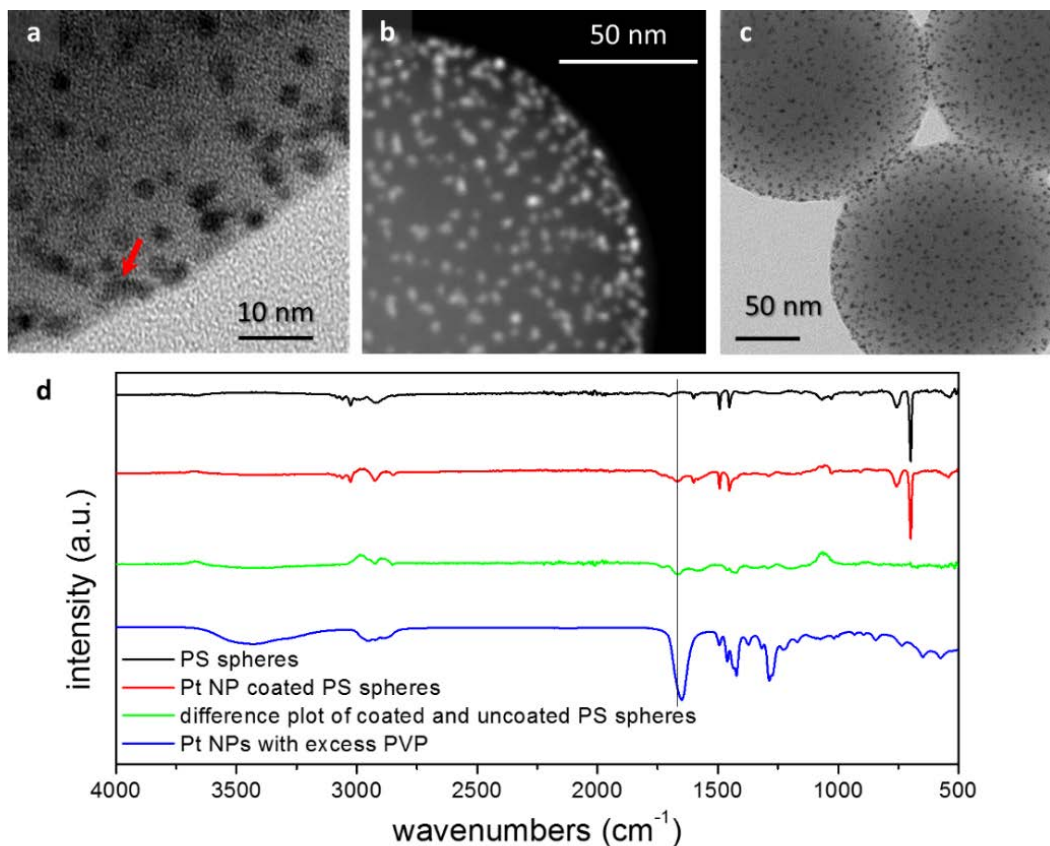 a
10 nm
b
50 nm
c
50 nm
d
PS spheres
Pt NP coated PS spheres
difference plot of coated and uncoated PS spheres
Pt NPs with excess PVP
intensity (a.u.)
4000 3500 3000 2500 2000 1500 1000 500
wavenumbers (cm⁻¹)